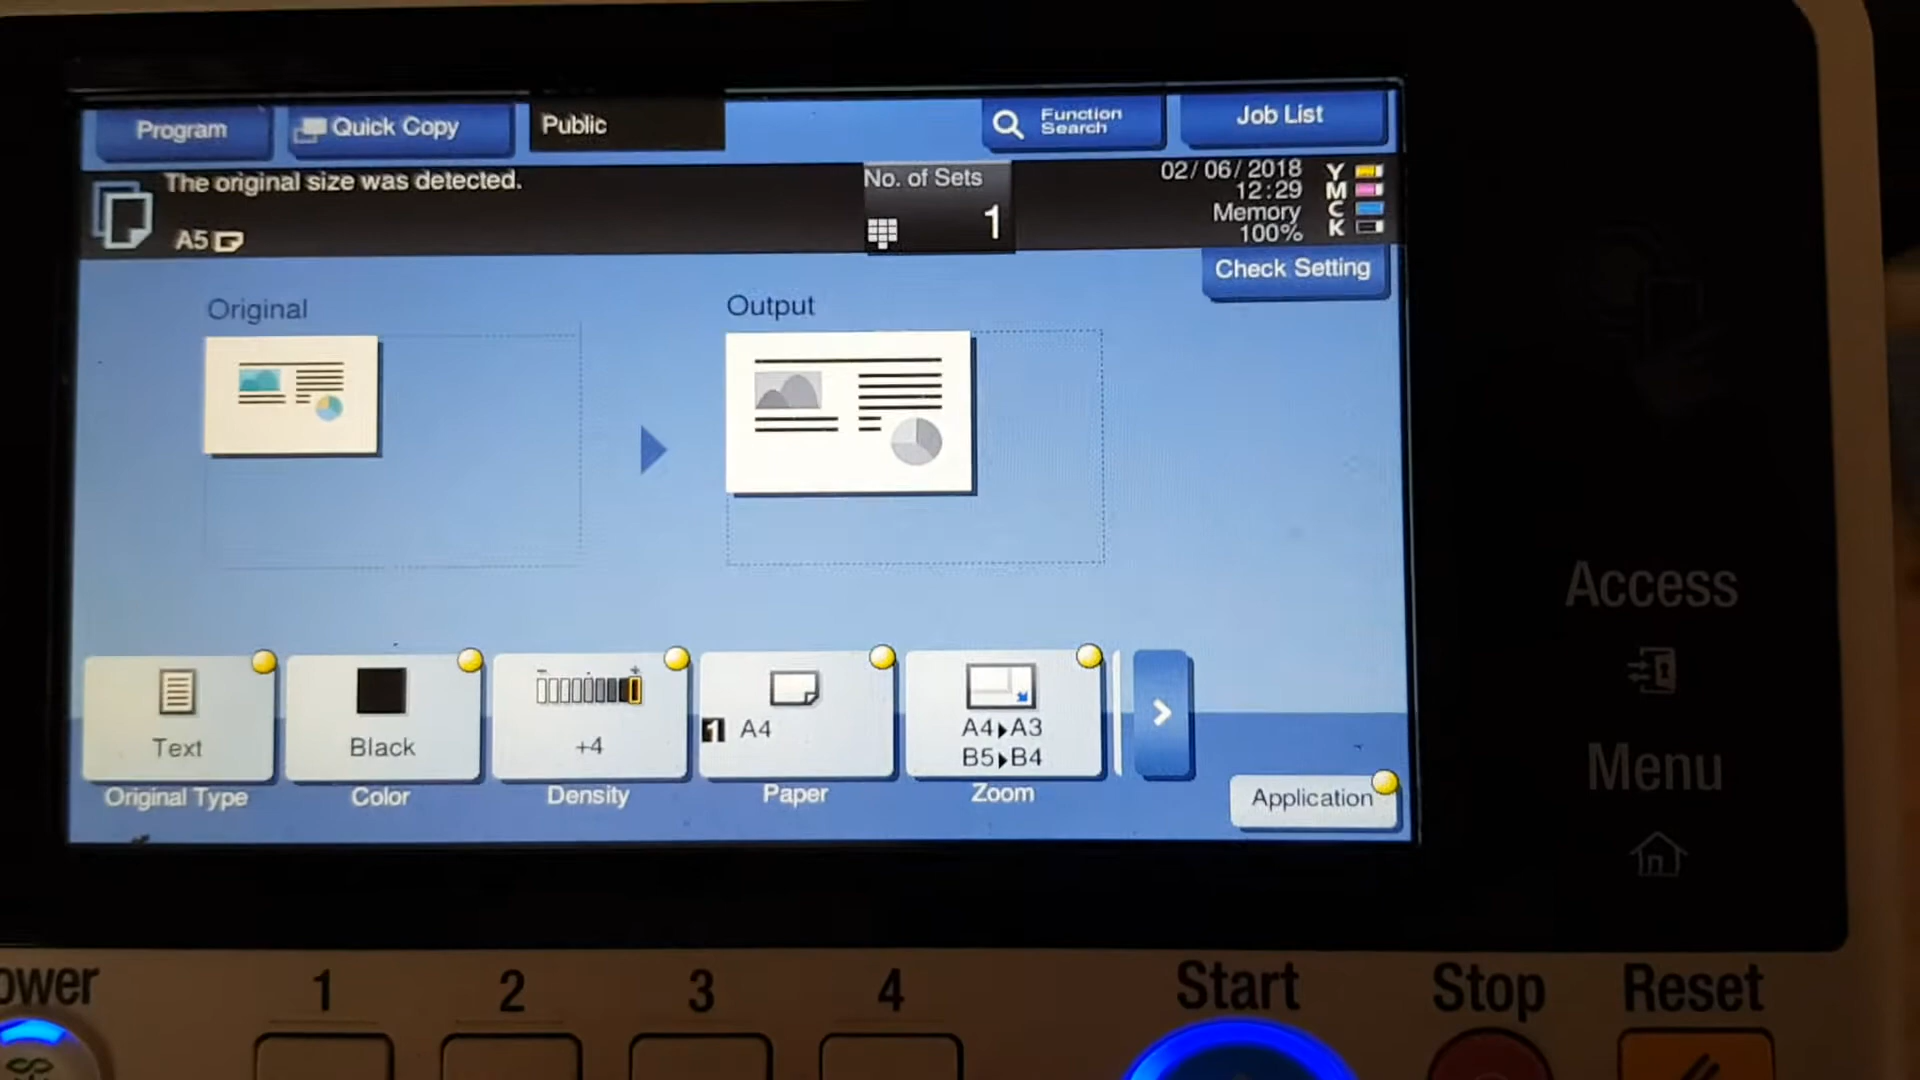 Program
Quick Copy
Public
Function
Search
Job List
The original size was detected.
A5
No. of Sets
1
02/06/2018
12:29
Memory
100%
Y
M
C
K
Check Setting
Original
Output
Text
Black
+4
1 A4
A4▶A3
B5▶B4
Original Type
Color
Density
Paper
Zoom
Application
Access
Menu
ower
1
2
3
4
Start
Stop
Reset